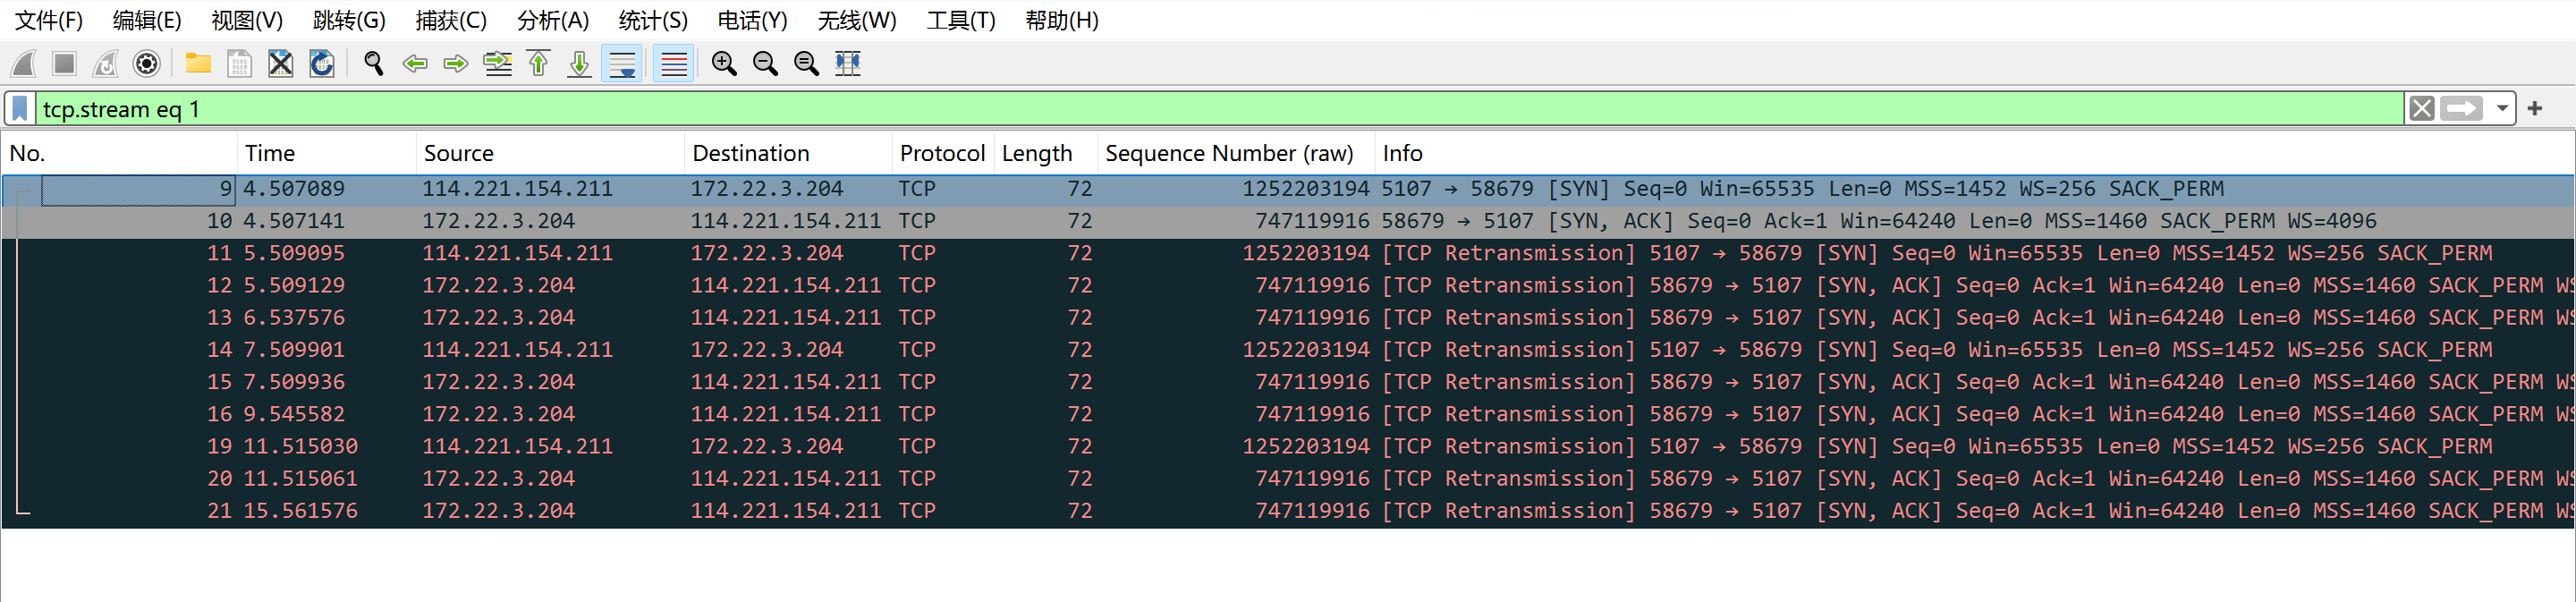 文件(F) 编辑(E) 视图(V) 跳转(G) 捕获(C) 分析(A) 统计(S) 电话(Y) 无线(W) 工具(T) 帮助(H)
tcp.stream eq 1
No. Time Source Destination Protocol Length Sequence Number (raw) Info
9 4.507089 114.221.154.211 172.22.3.204 TCP 72 1252203194 5107 → 58679 [SYN] Seq=0 Win=65535 Len=0 MSS=1452 WS=256 SACK_PERM
10 4.507141 172.22.3.204 114.221.154.211 TCP 72 747119916 58679 → 5107 [SYN, ACK] Seq=0 Ack=1 Win=64240 Len=0 MSS=1460 SACK_PERM WS=4096
11 5.509095 114.221.154.211 172.22.3.204 TCP 72 1252203194 [TCP Retransmission] 5107 → 58679 [SYN] Seq=0 Win=65535 Len=0 MSS=1452 WS=256 SACK_PERM
12 5.509129 172.22.3.204 114.221.154.211 TCP 72 747119916 [TCP Retransmission] 58679 → 5107 [SYN, ACK] Seq=0 Ack=1 Win=64240 Len=0 MSS=1460 SACK_PERM WS
13 6.537576 172.22.3.204 114.221.154.211 TCP 72 747119916 [TCP Retransmission] 58679 → 5107 [SYN, ACK] Seq=0 Ack=1 Win=64240 Len=0 MSS=1460 SACK_PERM WS
14 7.509901 114.221.154.211 172.22.3.204 TCP 72 1252203194 [TCP Retransmission] 5107 → 58679 [SYN] Seq=0 Win=65535 Len=0 MSS=1452 WS=256 SACK_PERM
15 7.509936 172.22.3.204 114.221.154.211 TCP 72 747119916 [TCP Retransmission] 58679 → 5107 [SYN, ACK] Seq=0 Ack=1 Win=64240 Len=0 MSS=1460 SACK_PERM WS
16 9.545582 172.22.3.204 114.221.154.211 TCP 72 747119916 [TCP Retransmission] 58679 → 5107 [SYN, ACK] Seq=0 Ack=1 Win=64240 Len=0 MSS=1460 SACK_PERM WS
19 11.515030 114.221.154.211 172.22.3.204 TCP 72 1252203194 [TCP Retransmission] 5107 → 58679 [SYN] Seq=0 Win=65535 Len=0 MSS=1452 WS=256 SACK_PERM
20 11.515061 172.22.3.204 114.221.154.211 TCP 72 747119916 [TCP Retransmission] 58679 → 5107 [SYN, ACK] Seq=0 Ack=1 Win=64240 Len=0 MSS=1460 SACK_PERM WS
21 15.561576 172.22.3.204 114.221.154.211 TCP 72 747119916 [TCP Retransmission] 58679 → 5107 [SYN, ACK] Seq=0 Ack=1 Win=64240 Len=0 MSS=1460 SACK_PERM WS